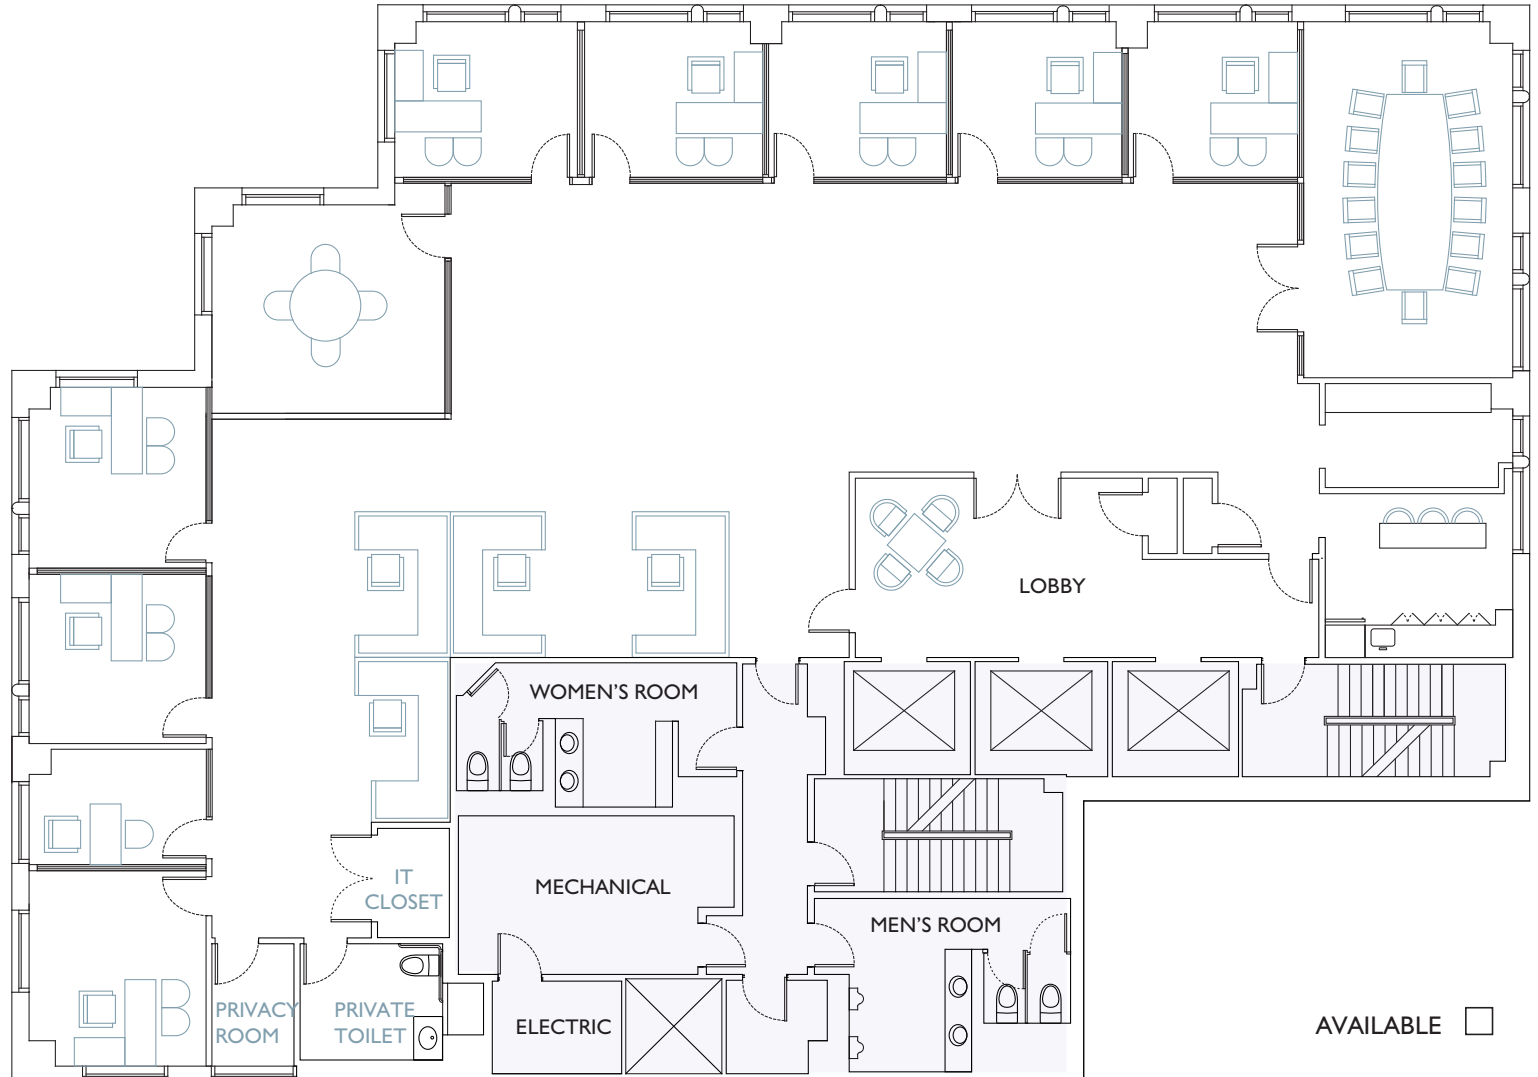 LOBBY
WOMEN'S ROOM
IT
CLOSET
MECHANICAL
MEN'S ROOM
PRIVACY
ROOM
PRIVATE
TOILET
ELECTRIC
AVAILABLE